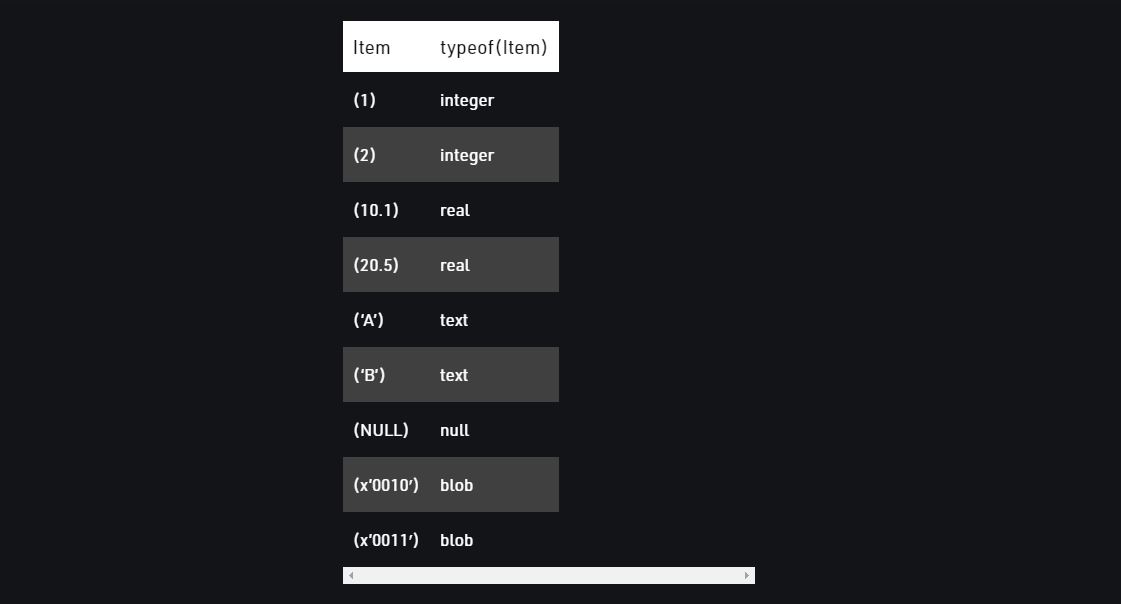 Item typeof(Item)
(1) integer
(2) integer
(10.1) real
(20.5) real
(‘A’) text
(‘B’) text
(NULL) null
(x’0010′) blob
(x’0011′) blob